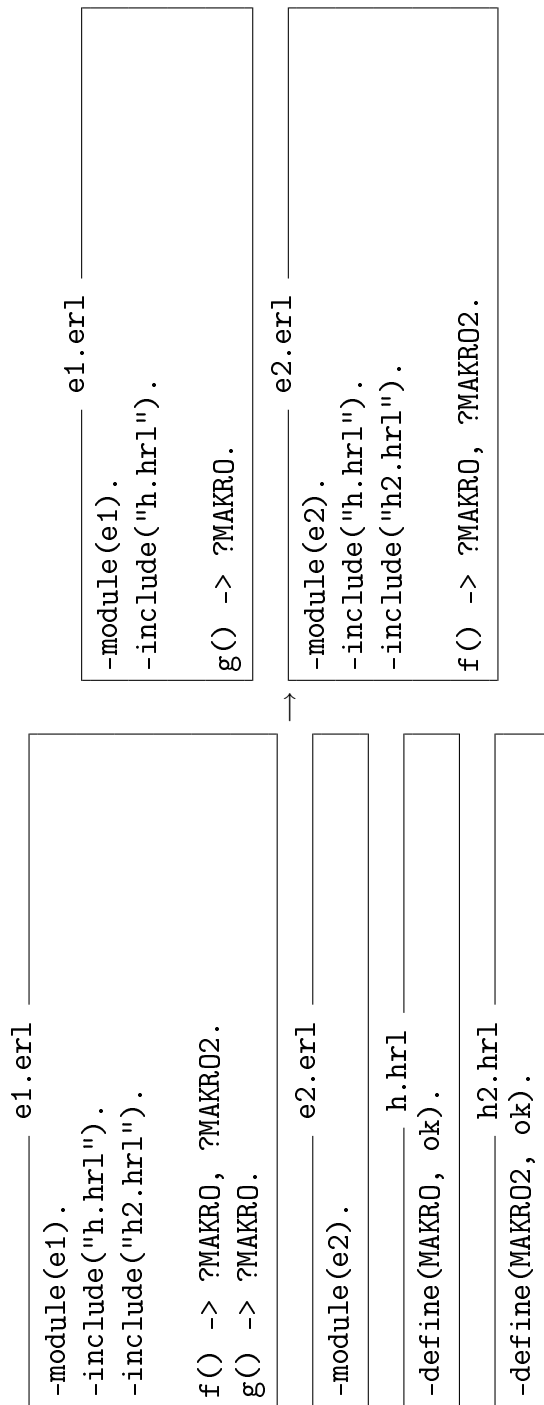 e1.erl
-module(e1).
-include("h.hrl").
-include("h2.hrl").
f() -> ?MAKRO, ?MAKRO2.
g() -> ?MAKRO.
e2.erl
-module(e2).
h.hrl
-define(MAKRO, ok).
h2.hrl
-define(MAKRO2, ok).
→
e1.erl
-module(e1).
-include("h.hrl").
g() -> ?MAKRO.
e2.erl
-module(e2).
-include("h.hrl").
-include("h2.hrl").
f() -> ?MAKRO, ?MAKRO2.